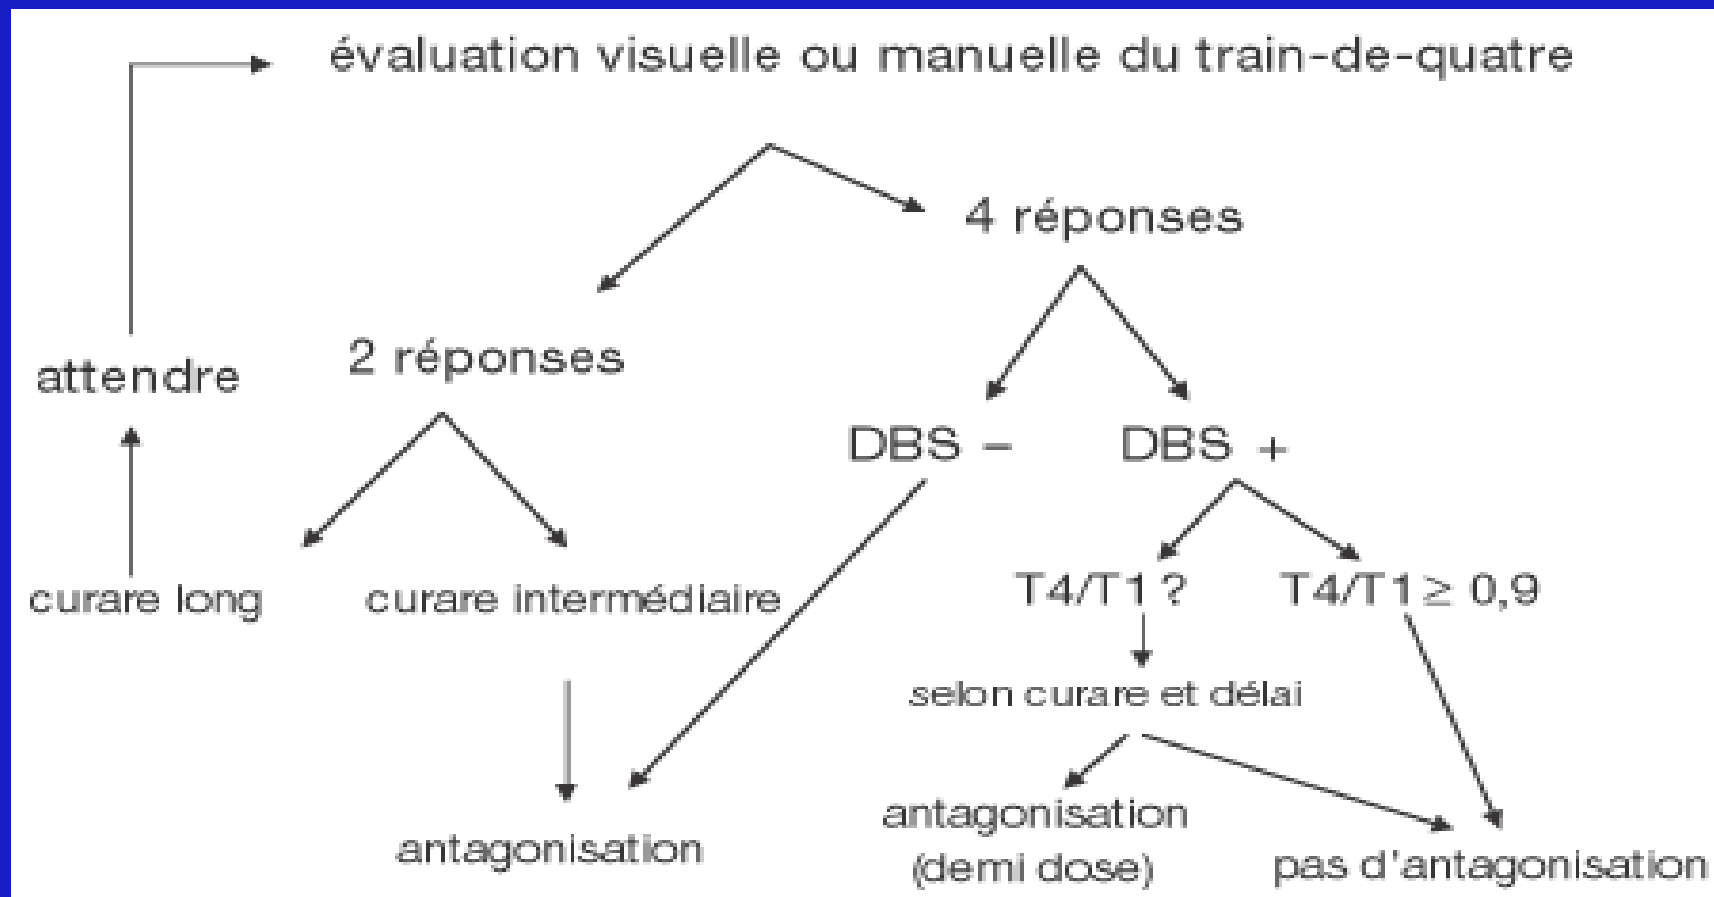 évaluation visuelle ou manuelle du train-de-quatre
4 réponses
2 réponses
attendre
DBS –
DBS +
curare long
curare intermédiaire
T4/T1 ?
T4/T1 ≥ 0,9
selon curare et délai
antagonisation
antagonisation
(demi dose)
pas d'antagonisation